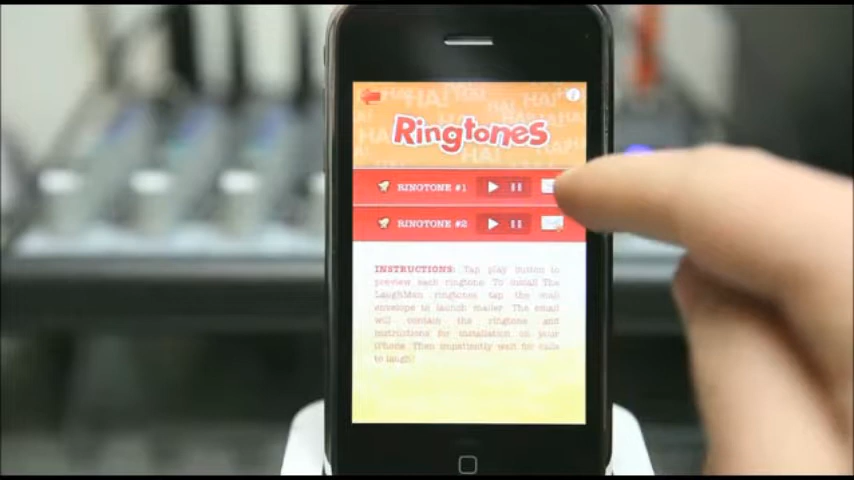 HA!
HA!
HA!
Ringtones
RINGTONE #1
RINGTONE #2
INSTRUCTIONS: Tap play button to
preview each ringtone. To install The
LaughMan ringtones tap the mail
envelope to launch mailer. The email
will contain the ringtone and
instructions for installation on your
iPhone. Then impatiently wait for calls
to laugh!